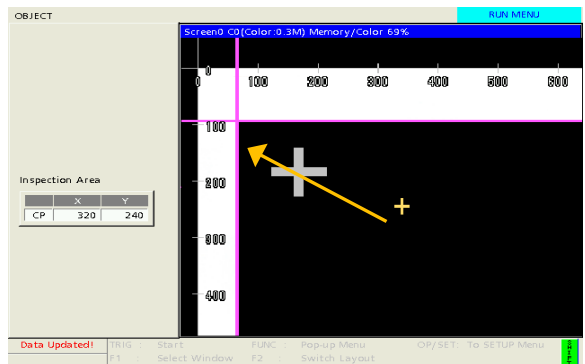 OBJECT
RUN MENU
Screen0 C0(Color:0.3M) Memory/Color 69%
0
0 100 200 300 400 500 600
100
200
300
400
Inspection Area
X Y
CP 320 240
Data Updated!
TRIG : Start FUNC : Pop-up Menu OP/SET: To SETUP Menu
F1 : Select Window F2 : Switch Layout
SHIFT